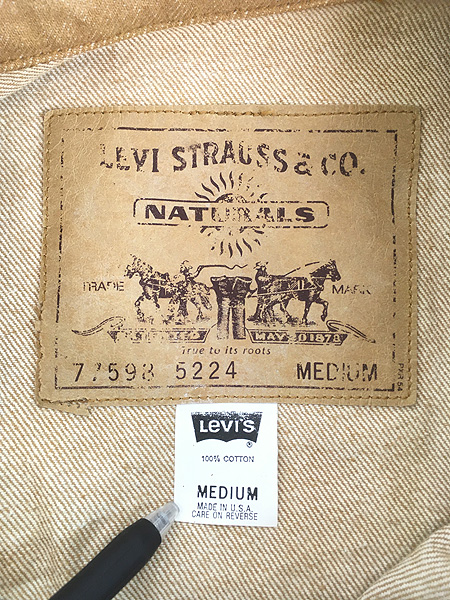 LEVI STRAUSS & CO.
NATURALS
TRADE MARK
MAY 20 1873
True to its roots
77598 5224 MEDIUM
LEVI'S
®
100% COTTON
MEDIUM
MADE IN U.S.A.
CARE ON REVERSE